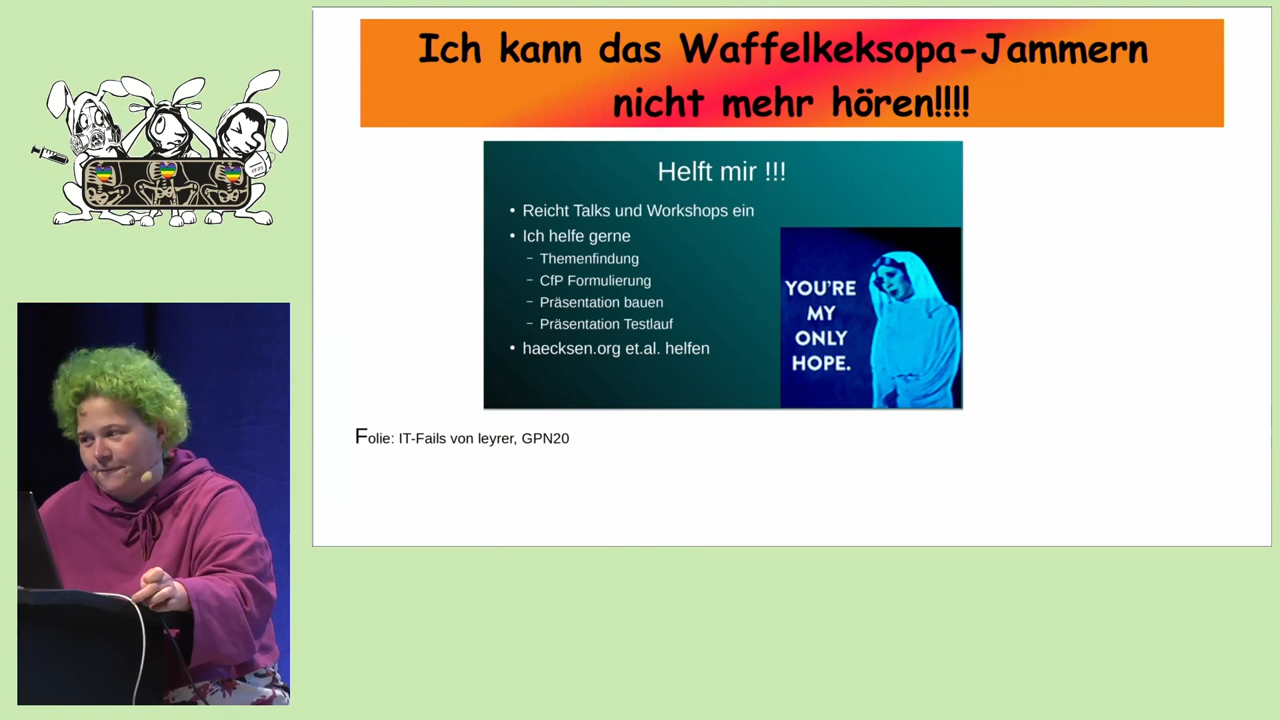 Ich kann das Waffelkeksopa-Jammern
nicht mehr hören!!!!
Helft mir !!!
• Reicht Talks und Workshops ein
• Ich helfe gerne
– Themenfindung
– CfP Formulierung
– Präsentation bauen
– Präsentation Testlauf
• haecksen.org et.al. helfen
YOU'RE
MY
ONLY
HOPE.
Folie: IT-Fails von leyrer, GPN20